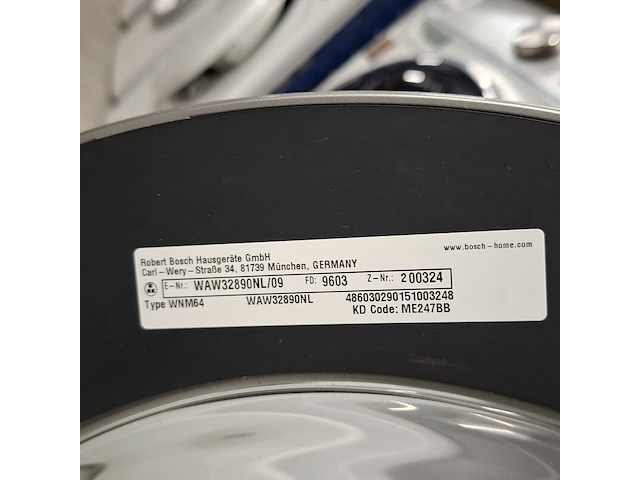 www.bosch-home.com
Robert Bosch Hausgeräte GmbH
Carl-Wery-Straße 34, 81739 München, GERMANY
E-Nr.: WAW32890NL/09 FD: 9603 Z-Nr.: 200324
Type WNM64 WAW32890NL 486030290151003248
KD Code: ME247BB